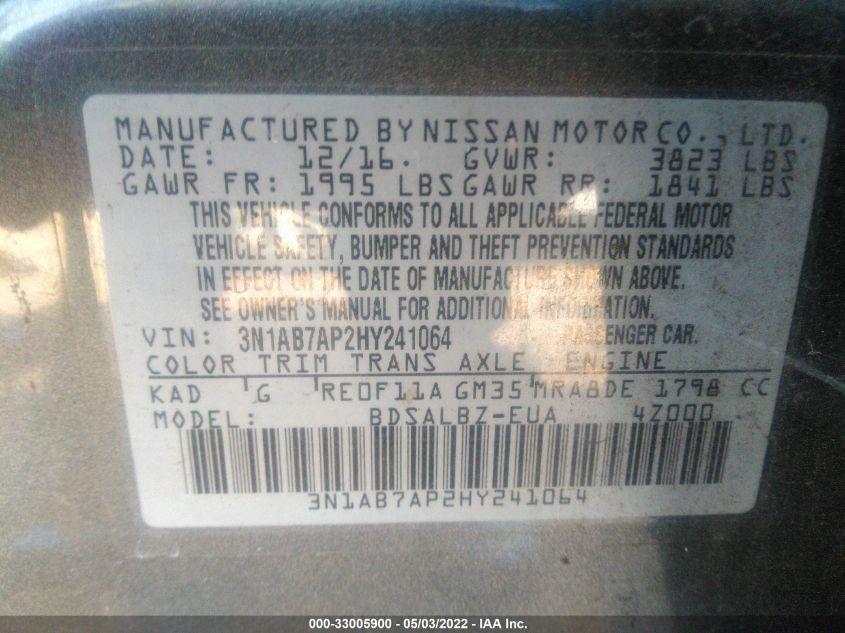 MANUFACTURED BY NISSAN MOTOR CO., LTD.
DATE: 12/16. GVWR: 3823 LBS
GAWR FR: 1995 LBS GAWR RR: 1841 LBS
THIS VEHICLE CONFORMS TO ALL APPLICABLE FEDERAL MOTOR
VEHICLE SAFETY, BUMPER AND THEFT PREVENTION STANDARDS
IN EFFECT ON THE DATE OF MANUFACTURE SHOWN ABOVE.
SEE OWNER'S MANUAL FOR ADDITIONAL INFORMATION.
VIN: 3N1AB7AP2HY241064 PASSENGER CAR.
COLOR TRIM TRANS AXLE ENGINE
KAD G RE0F11A GM35 MRA8DE 1798 CC
MODEL: BDSALBZ-EUA 4Z000
3N1AB7AP2HY241064
000-33005900 - 05/03/2022 - IAA Inc.